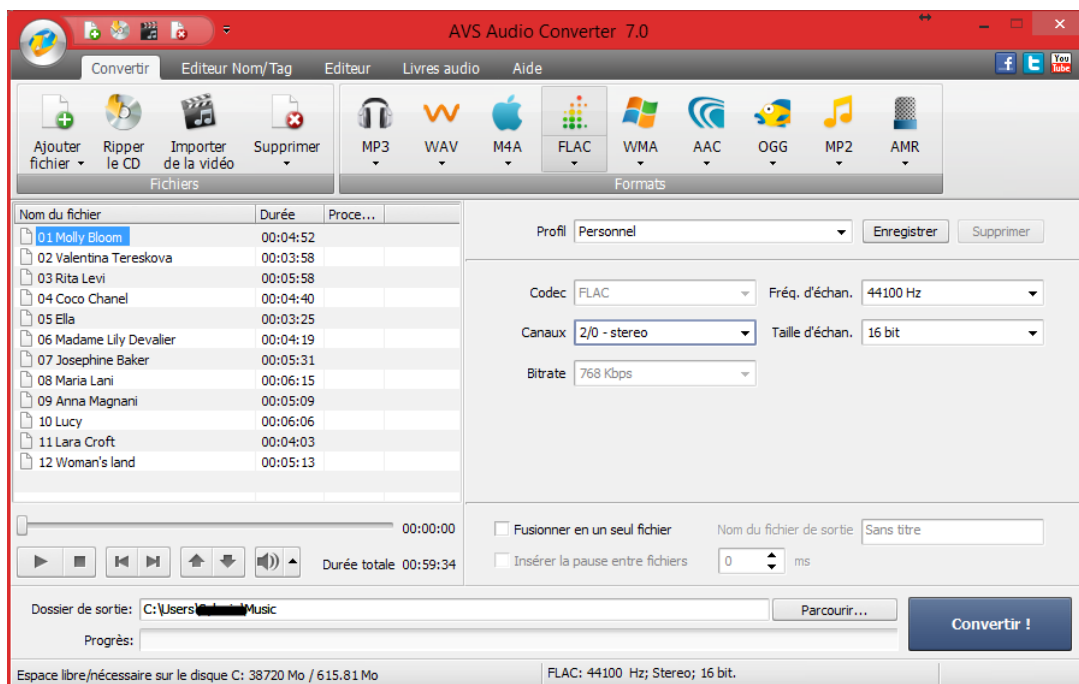 AVS Audio Converter 7.0
Convertir Editeur Nom/Tag Editeur Livres audio Aide
You Tube
Ajouter fichier Ripper le CD Importer de la vidéo Supprimer MP3 WAV M4A FLAC WMA AAC OGG MP2 AMR
Fichiers Formats
Nom du fichier Durée Proce...
01 Molly Bloom 00:04:52
02 Valentina Tereskova 00:03:58
03 Rita Levi 00:05:58
04 Coco Chanel 00:04:40
05 Ella 00:03:25
06 Madame Lily Devalier 00:04:19
07 Josephine Baker 00:05:31
08 Maria Lani 00:06:15
09 Anna Magnani 00:05:09
10 Lucy 00:06:06
11 Lara Croft 00:04:03
12 Woman's land 00:05:13
00:00:00
Durée totale 00:59:34
Profil Personnel Enregistrer Supprimer
Codec FLAC Fréq. d'échan. 44100 Hz
Canaux 2/0 - stereo Taille d'échan. 16 bit
Bitrate 768 Kbps
Fusionner en un seul fichier Nom du fichier de sortie Sans titre
Insérer la pause entre fichiers 0 ms
Dossier de sortie: C:\Users\ Music Parcourir...
Convertir !
Progrès:
Espace libre/nécessaire sur le disque C: 38720 Mo / 615.81 Mo FLAC: 44100 Hz; Stereo; 16 bit.